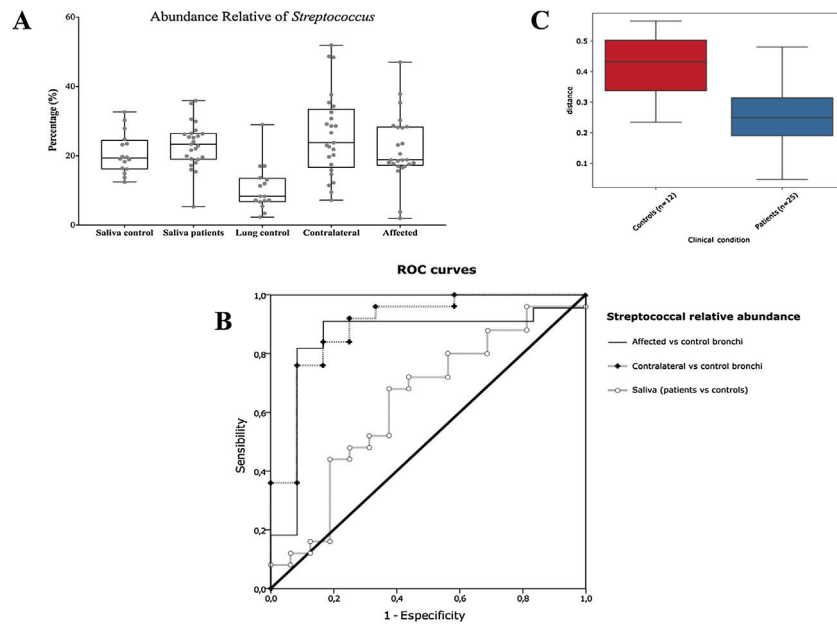 A
Abundance Relative of Streptococcus
Percentage (%)
60
40
20
0
Saliva control Saliva patients Lung control Contralateral Affected
C
distance
0.5
0.4
0.3
0.2
0.1
Controls (n=12) Patients (n=25)
Clinical condition
ROC curves
B
Sensibility
1,0
0,8
0,6
0,4
0,2
0,0
0,0 0,2 0,4 0,6 0,8 1,0
1 - Especificity
Streptococcal relative abundance
Affected vs control bronchi
Contralateral vs control bronchi
Saliva (patients vs controls)